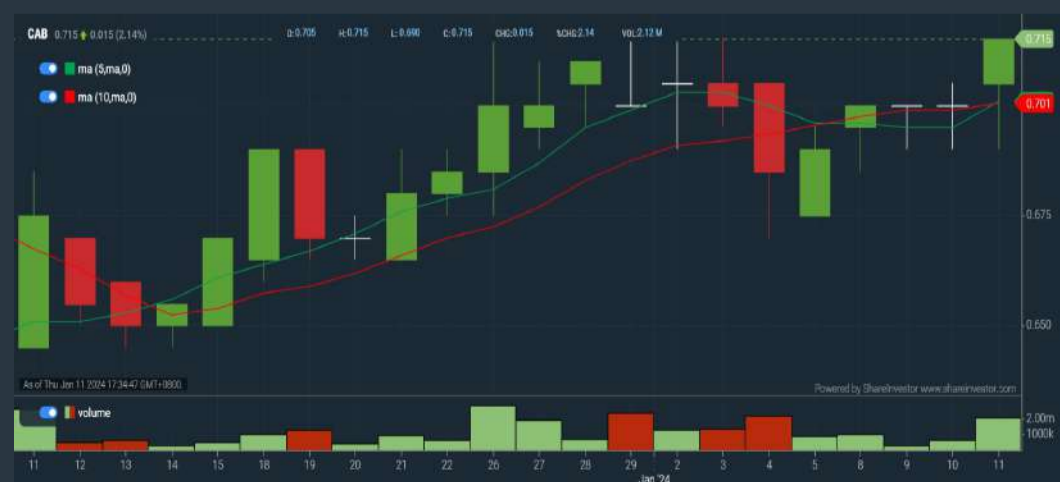 CAB 0.715 0.015 (2.14%) O:0.705 H:0.715 L:0.690 C:0.715 CHG:0.015 %CHG:2.14 VOL:2.12 M
0.715
ma (5,ma,0)
ma (10,ma,0)
0.701
0.675
0.650
As of Thu Jan 11 2024 17:34:47 GMT+0800
Powered by ShareInvestor www.shareinvestor.com
volume
2.00m
1000k
11 12 13 14 15 18 19 20 21 22 26 27 28 29 2 3 4 5 8 9 10 11
Jan '24